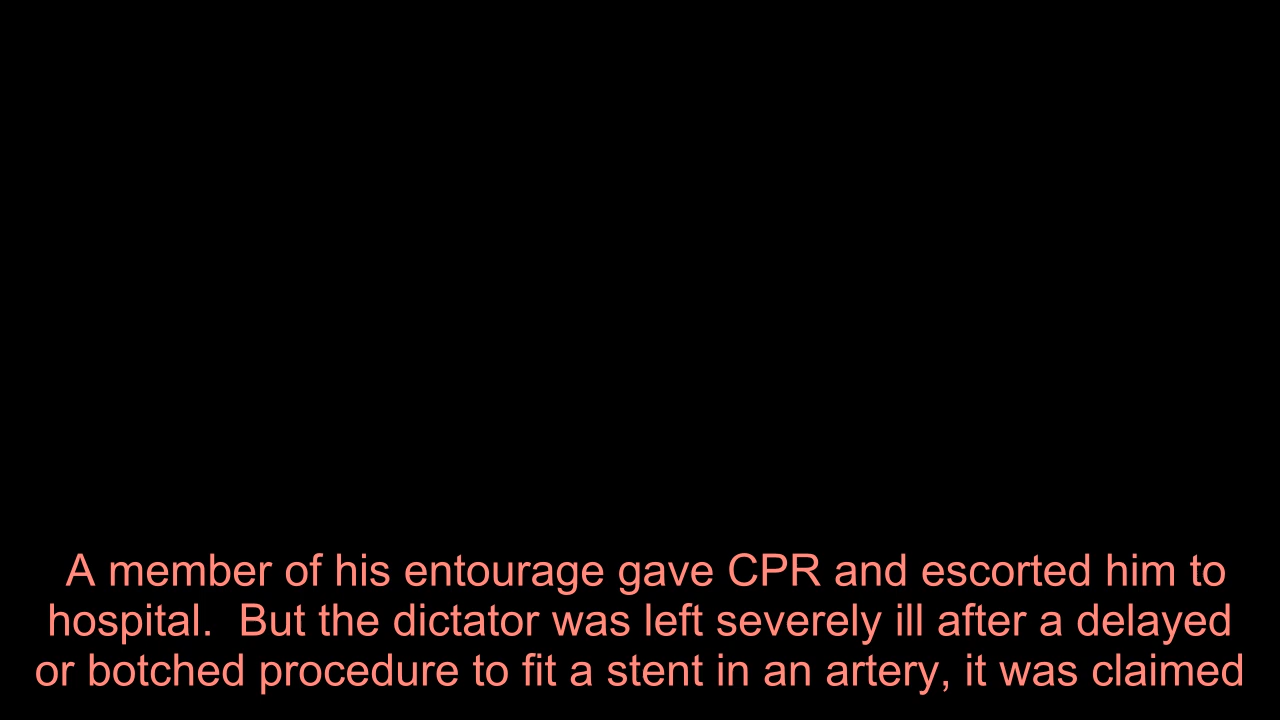 A member of his entourage gave CPR and escorted him to
hospital.  But the dictator was left severely ill after a delayed
or botched procedure to fit a stent in an artery, it was claimed